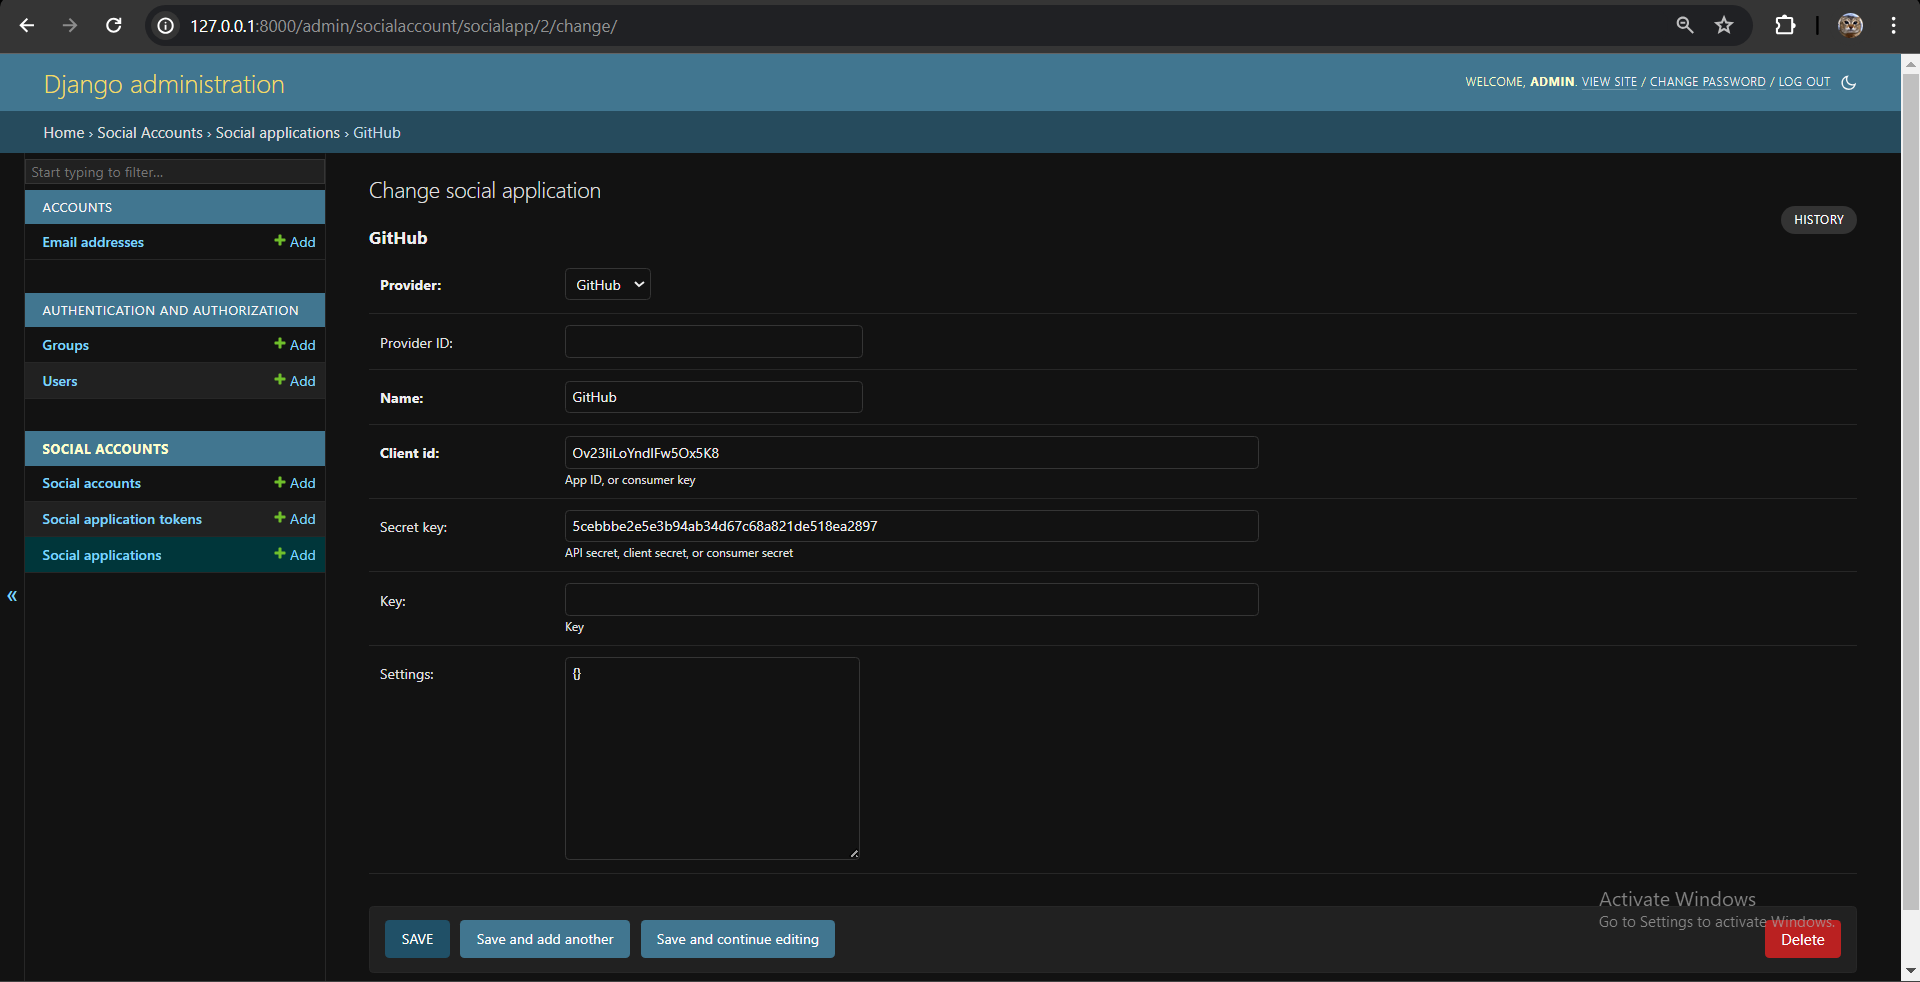 127.0.0.1:8000/admin/socialaccount/socialapp/2/change/
Django administration
WELCOME, ADMIN. VIEW SITE / CHANGE PASSWORD / LOG OUT
Home › Social Accounts › Social applications › GitHub
Start typing to filter...
ACCOUNTS
Email addresses
Add
AUTHENTICATION AND AUTHORIZATION
Groups
Add
Users
Add
SOCIAL ACCOUNTS
Social accounts
Add
Social application tokens
Add
Social applications
Add
«
Change social application
HISTORY
GitHub
Provider:
GitHub
Provider ID:
Name:
GitHub
Client id:
Ov23liLoYndlFw5Ox5K8
App ID, or consumer key
Secret key:
5cebbbe2e5e3b94ab34d67c68a821de518ea2897
API secret, client secret, or consumer secret
Key:
Key
Settings:
{}
SAVE
Save and add another
Save and continue editing
Delete
Activate Windows
Go to Settings to activate Windows.